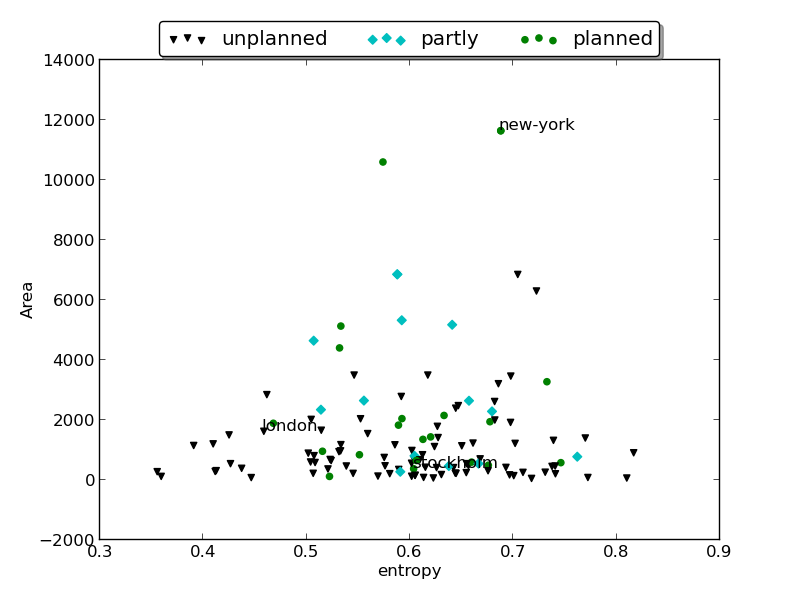 unplanned partly planned
14000
12000
10000
8000
6000
4000
2000
0
−2000
Area
new-york
london
stockholm
0.3 0.4 0.5 0.6 0.7 0.8 0.9
entropy